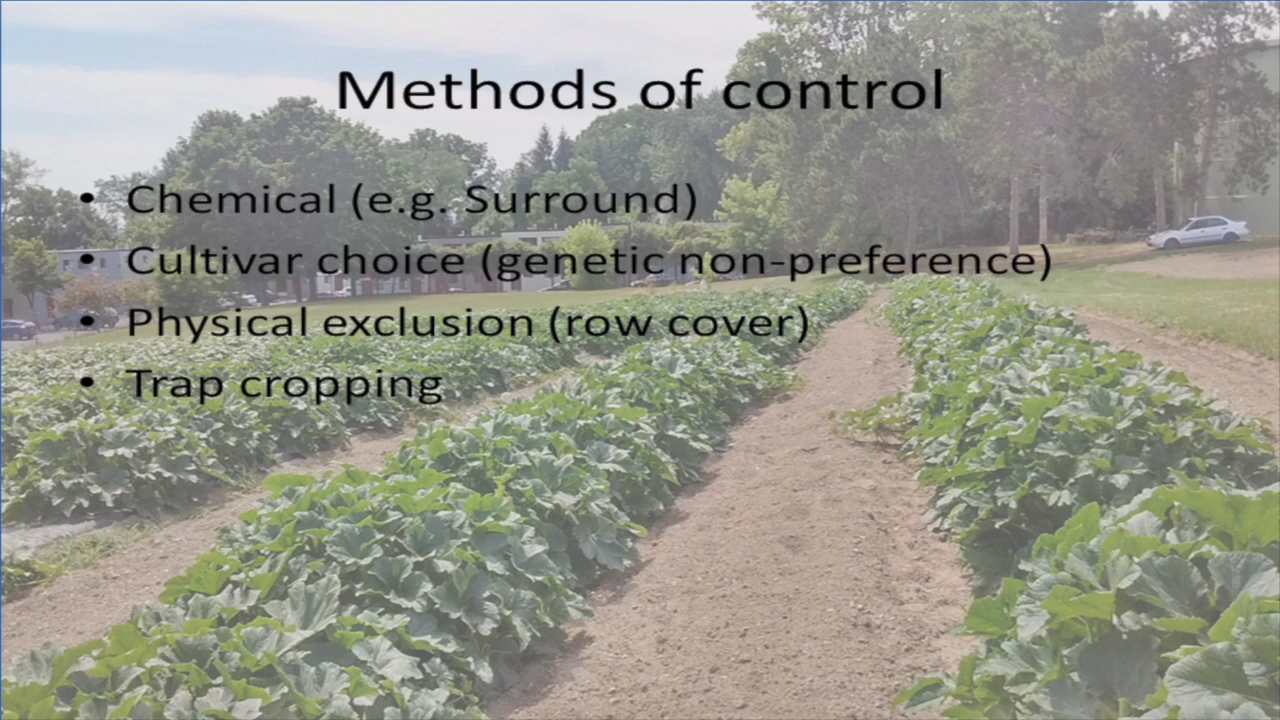 Methods of control
• Chemical (e.g. Surround)
• Cultivar choice (genetic non-preference)
• Physical exclusion (row cover)
• Trap cropping